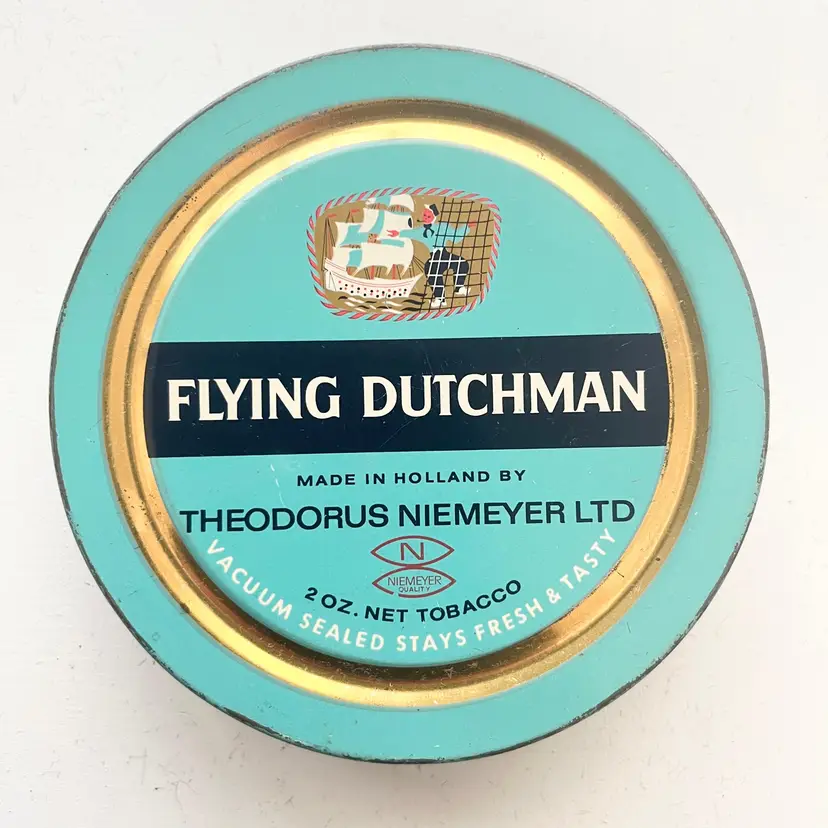 FLYING DUTCHMAN
MADE IN HOLLAND BY
THEODORUS NIEMEYER LTD
N
NIEMEYER
QUALITY
2 OZ. NET TOBACCO
VACUUM SEALED STAYS FRESH & TASTY